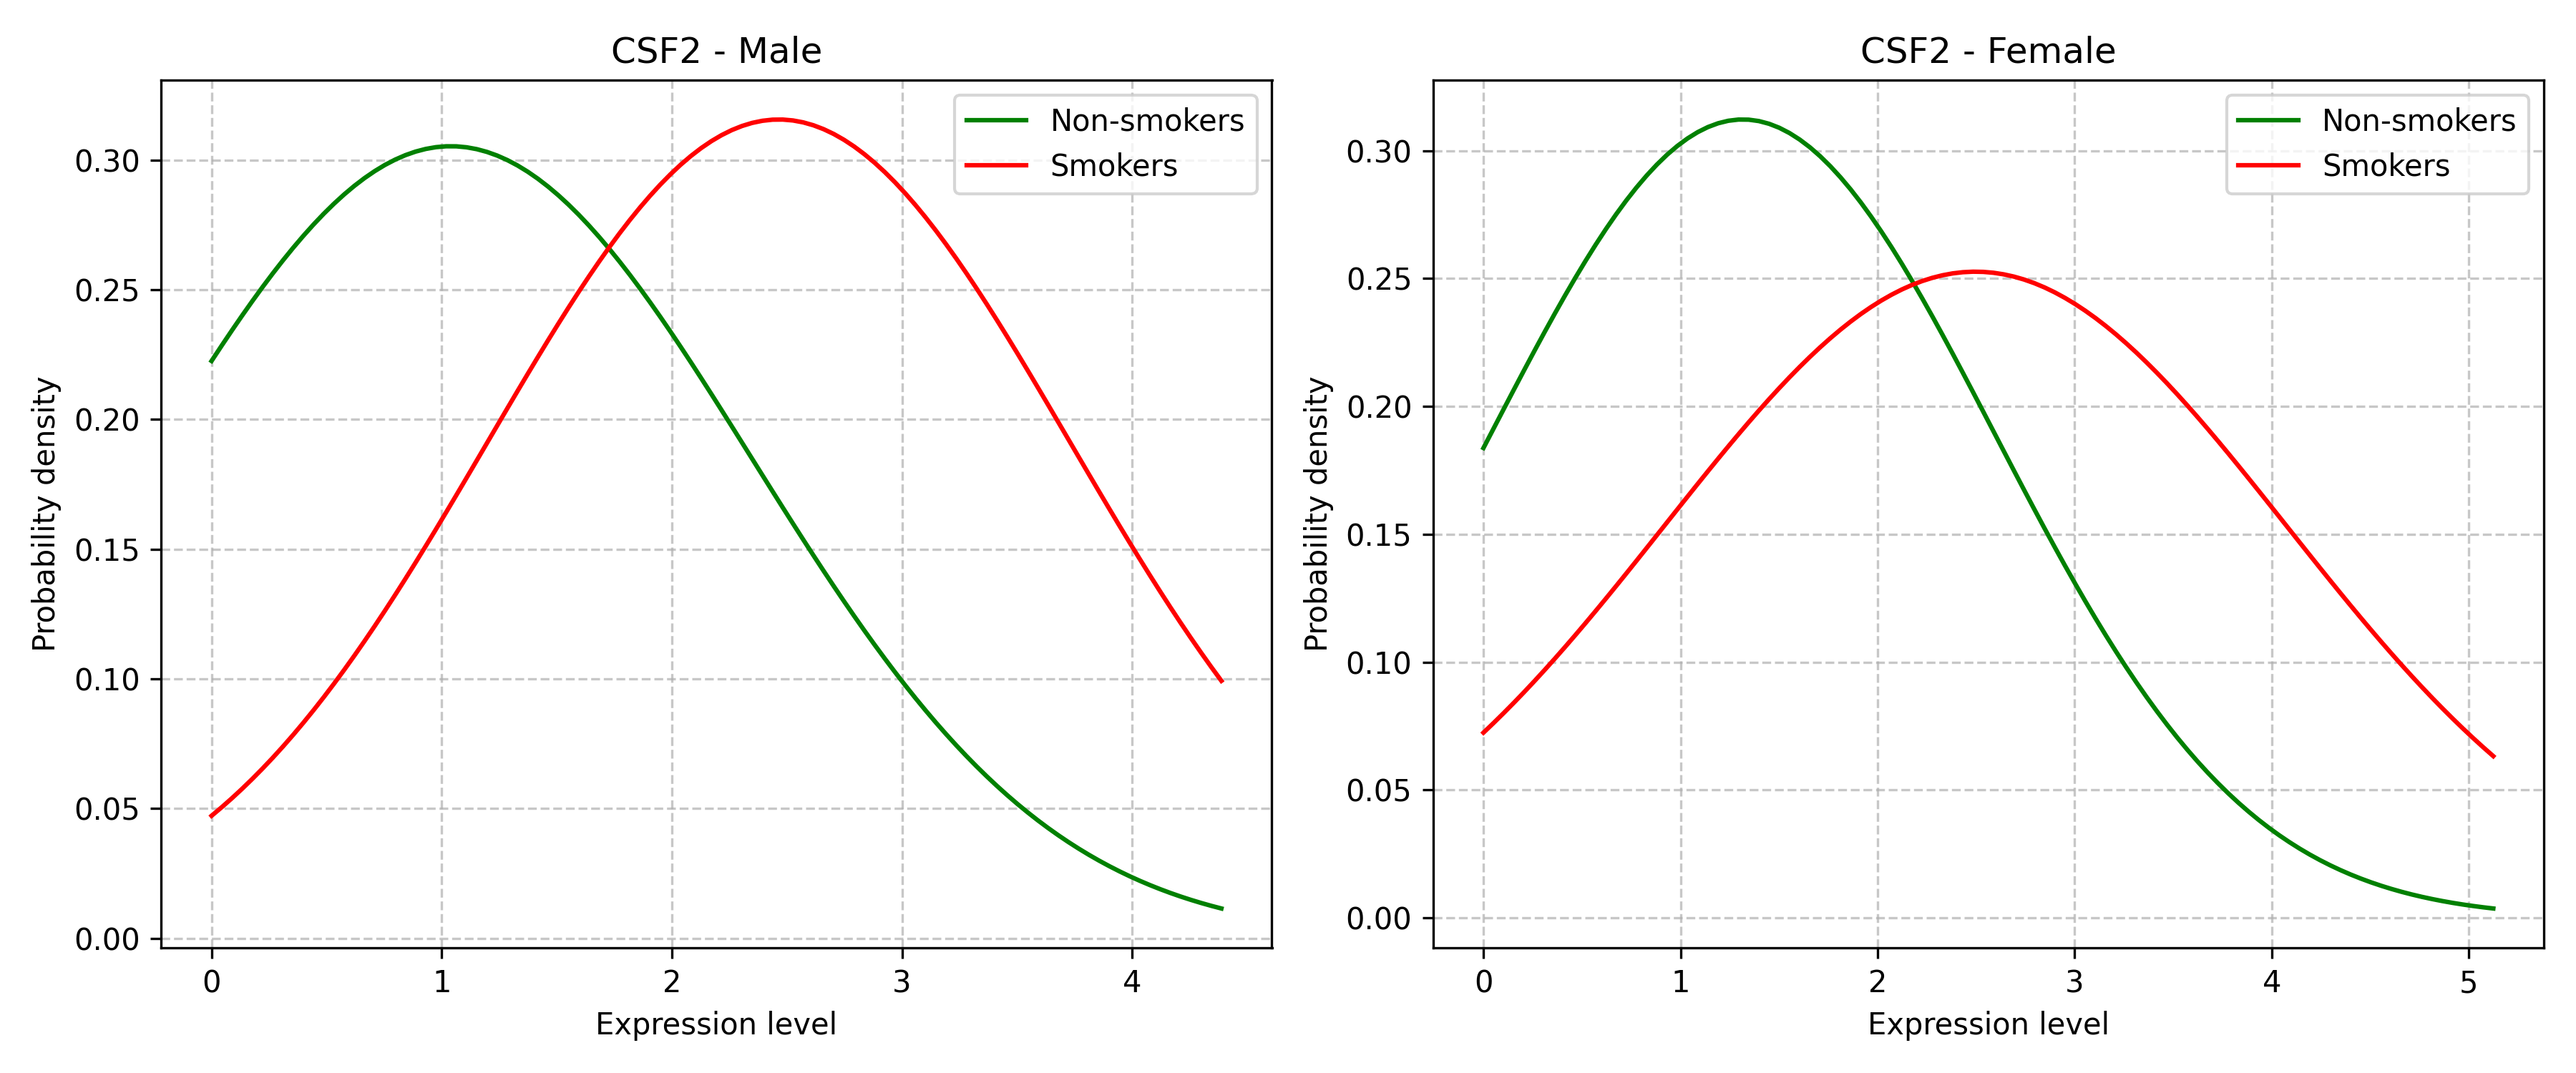 CSF2 - Male
Non-smokers
Smokers
Probability density
0.30
0.25
0.20
0.15
0.10
0.05
0.00
0 1 2 3 4
Expression level
CSF2 - Female
Non-smokers
Smokers
Probability density
0.30
0.25
0.20
0.15
0.10
0.05
0.00
0 1 2 3 4 5
Expression level